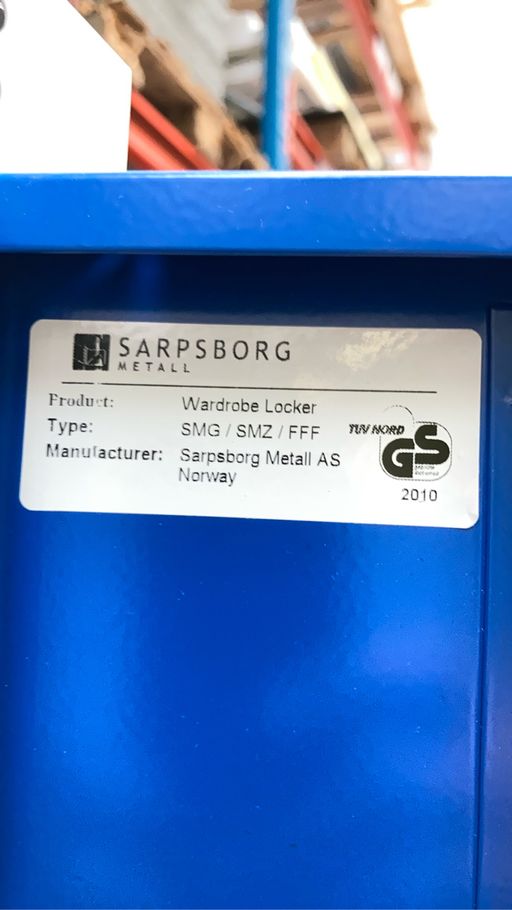 SARPSBORG
METALL
Product: Wardrobe Locker
Type: SMG / SMZ / FFF
Manufacturer: Sarpsborg Metall AS
Norway
TÜV NORD
GS
2010